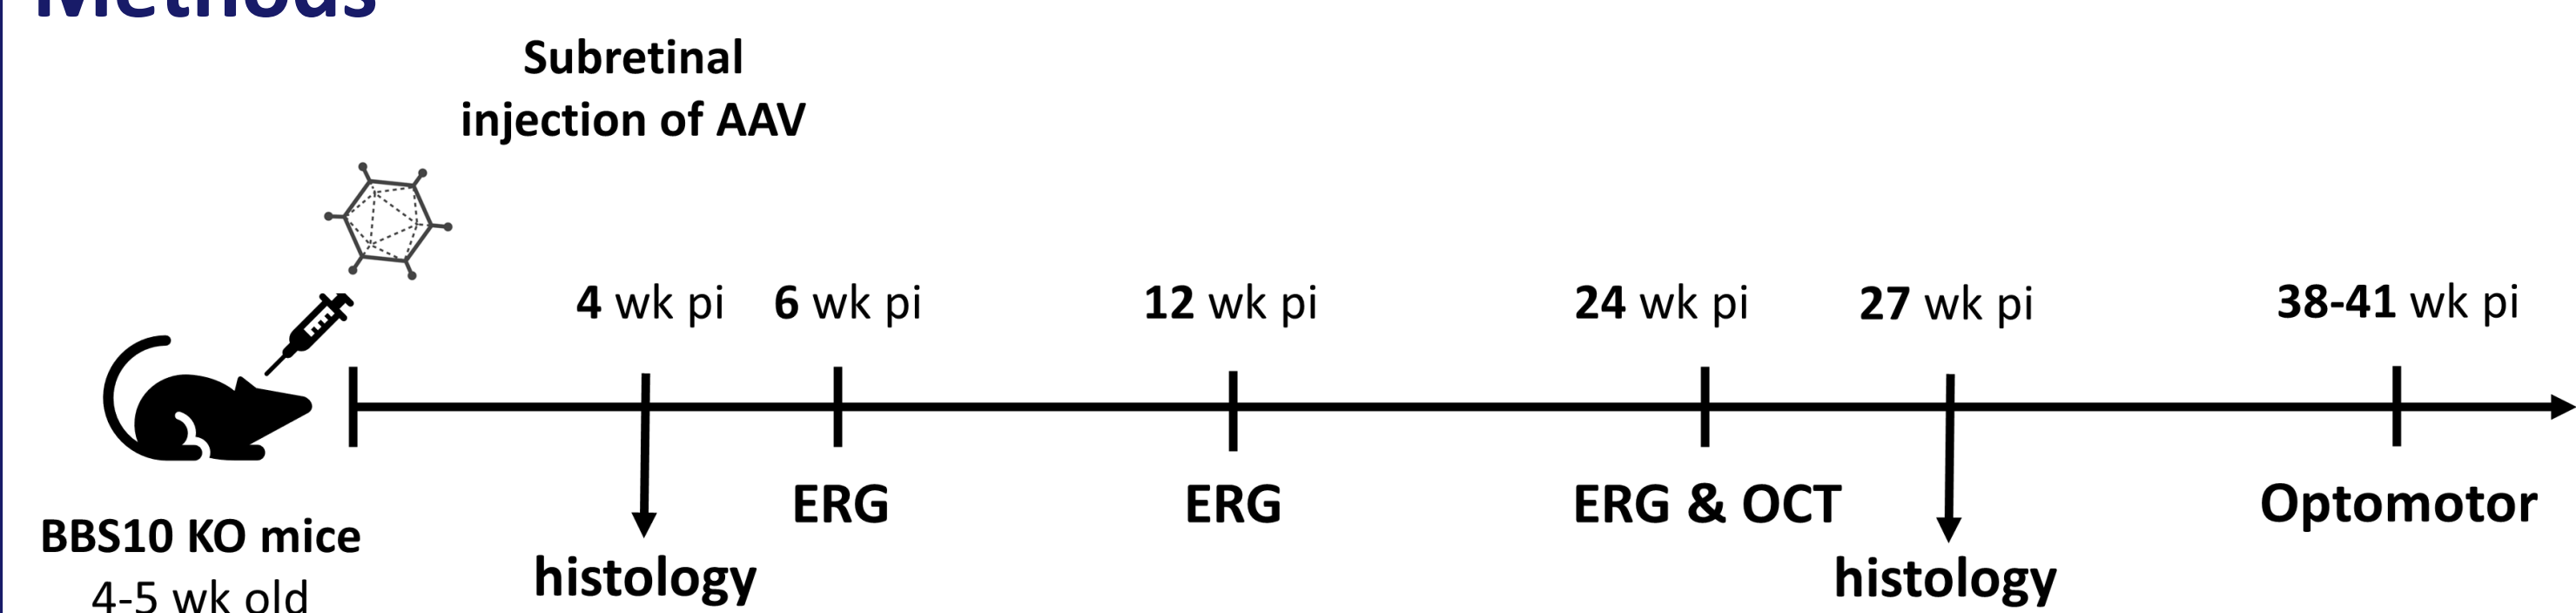 Methods
Subretinal
injection of AAV
4 wk pi
6 wk pi
12 wk pi
24 wk pi
27 wk pi
38-41 wk pi
ERG
ERG
ERG & OCT
Optomotor
BBS10 KO mice
4-5 wk old
histology
histology